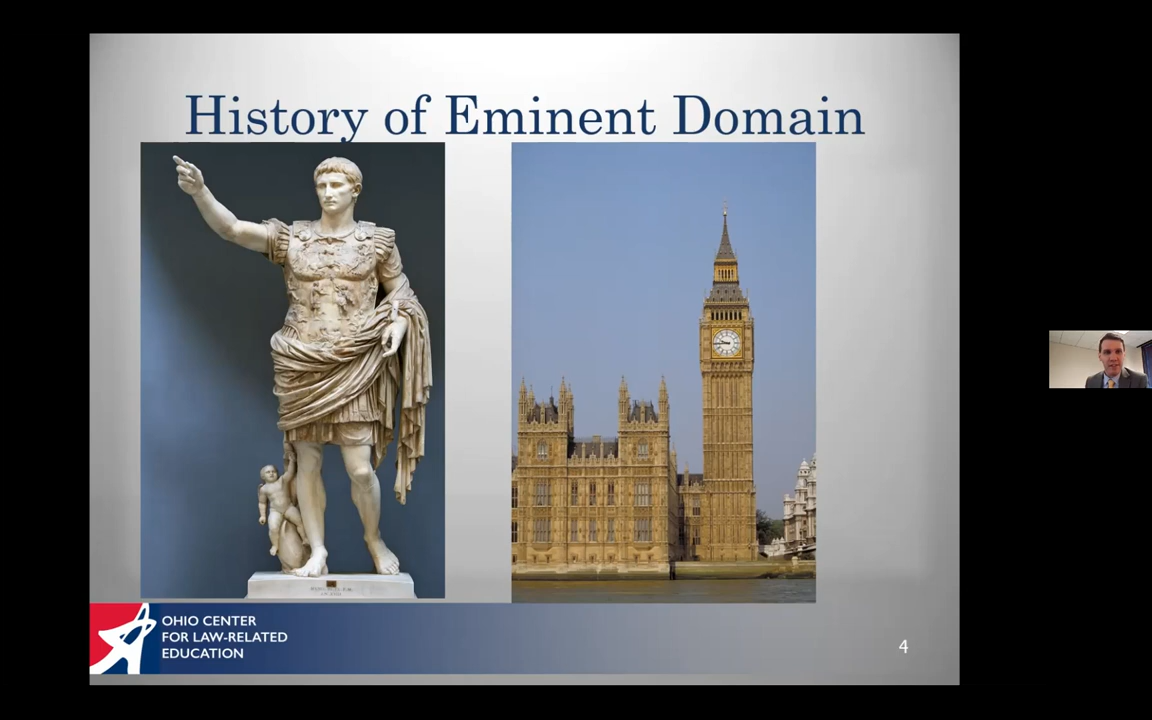 History of Eminent Domain
OHIO CENTER
FOR LAW-RELATED
EDUCATION
4